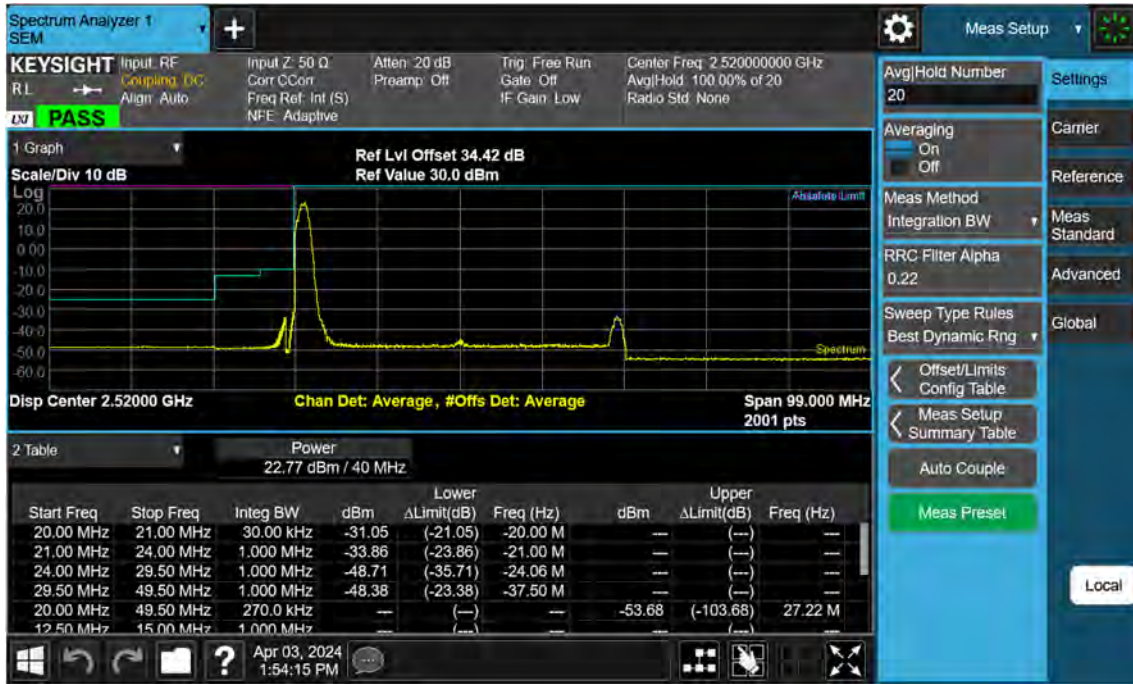 Spectrum Analyzer 1
SEM
+
Meas Setup
KEYSIGHT
R L
LXI
PASS
Input: RF
Coupling: DC
Align: Auto
Input Z: 50 Ω
Corr CCorr
Freq Ref: Int (S)
NFE: Adaptive
Atten: 20 dB
Preamp: Off
Trig: Free Run
Gate: Off
IF Gain: Low
Center Freq: 2.520000000 GHz
Avg|Hold: 100.00% of 20
Radio Std: None
1 Graph
Scale/Div 10 dB
Ref Lvl Offset 34.42 dB
Ref Value 30.0 dBm
Log
Absolute Limit
20.0
10.0
0.00
-10.0
-20.0
-30.0
-40.0
-50.0
-60.0
Spectrum
Disp Center 2.52000 GHz
Chan Det: Average, #Offs Det: Average
Span 99.000 MHz
2001 pts
2 Table
Power
22.77 dBm / 40 MHz
Lower Upper
Start Freq Stop Freq Integ BW dBm ΔLimit(dB) Freq (Hz) dBm ΔLimit(dB) Freq (Hz)
20.00 MHz 21.00 MHz 30.00 kHz -31.05 (-21.05) -20.00 M --- (---) ---
21.00 MHz 24.00 MHz 1.000 MHz -33.86 (-23.86) -21.00 M --- (---) ---
24.00 MHz 29.50 MHz 1.000 MHz -48.71 (-35.71) -24.06 M --- (---) ---
29.50 MHz 49.50 MHz 1.000 MHz -48.38 (-23.38) -37.50 M --- (---) ---
20.00 MHz 49.50 MHz 270.0 kHz --- (---) --- -53.68 (-103.68) 27.22 M
12.50 MHz 15.00 MHz 1.000 MHz --- (---) --- --- (---) ---
?
Apr 03, 2024
1:54:15 PM
Avg|Hold Number
20
Averaging
On
Off
Meas Method
Integration BW
RRC Filter Alpha
0.22
Sweep Type Rules
Best Dynamic Rng
Offset/Limits
Config Table
Meas Setup
Summary Table
Auto Couple
Meas Preset
Settings
Carrier
Reference
Meas
Standard
Advanced
Global
Local